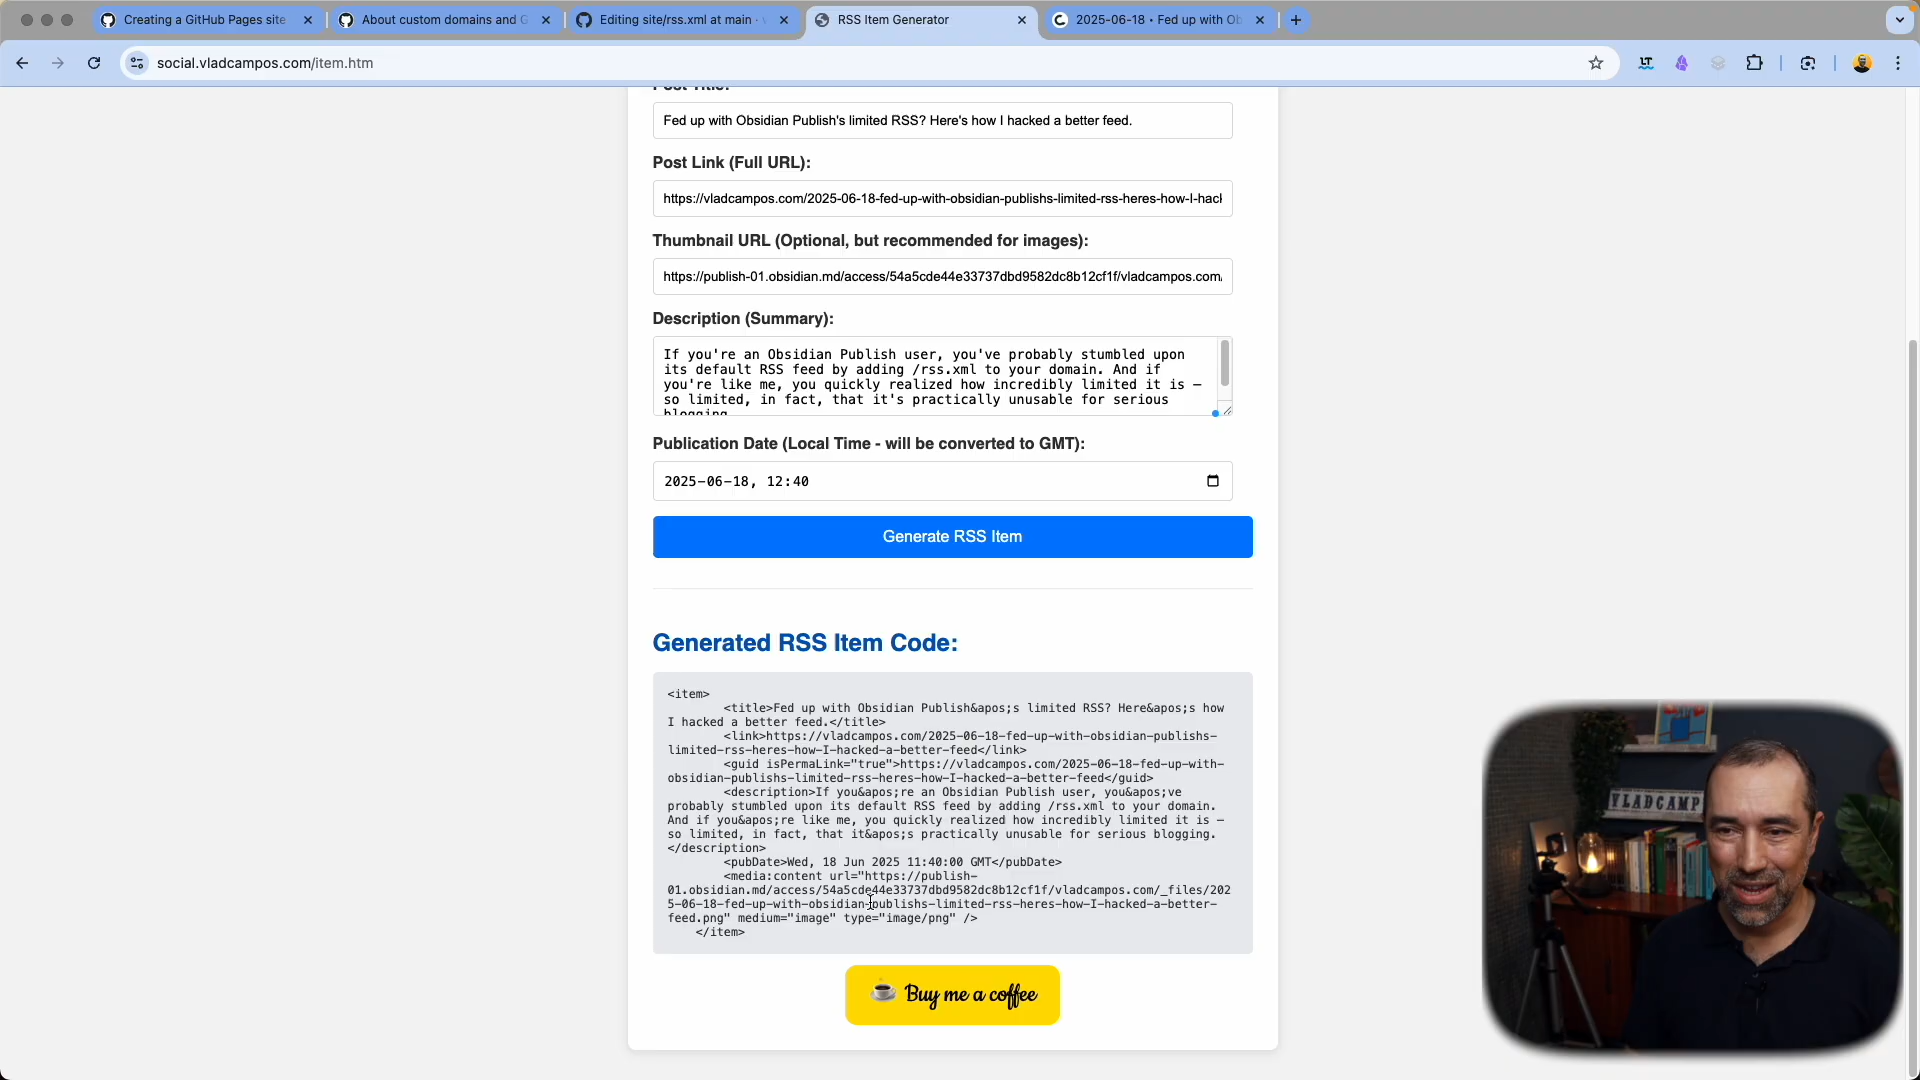 Creating a GitHub Pages site
About custom domains and G
Editing site/rss.xml at main ·
RSS Item Generator
2025-06-18 • Fed up with Ob
social.vladcampos.com/item.htm
LT
Post Title:
Fed up with Obsidian Publish's limited RSS? Here's how I hacked a better feed.
Post Link (Full URL):
https://vladcampos.com/2025-06-18-fed-up-with-obsidian-publishs-limited-rss-heres-how-I-hack
Thumbnail URL (Optional, but recommended for images):
https://publish-01.obsidian.md/access/54a5cde44e33737dbd9582dc8b12cf1f/vladcampos.com/
Description (Summary):
If you're an Obsidian Publish user, you've probably stumbled upon
its default RSS feed by adding /rss.xml to your domain. And if
you're like me, you quickly realized how incredibly limited it is –
so limited, in fact, that it's practically unusable for serious
blogging
Publication Date (Local Time - will be converted to GMT):
2025-06-18, 12:40
Generate RSS Item
Generated RSS Item Code:
<item>
<title>Fed up with Obsidian Publish&apos;s limited RSS? Here&apos;s how
I hacked a better feed.</title>
<link>https://vladcampos.com/2025-06-18-fed-up-with-obsidian-publishs-
limited-rss-heres-how-I-hacked-a-better-feed</link>
<guid isPermaLink="true">https://vladcampos.com/2025-06-18-fed-up-with-
obsidian-publishs-limited-rss-heres-how-I-hacked-a-better-feed</guid>
<description>If you&apos;re an Obsidian Publish user, you&apos;ve
probably stumbled upon its default RSS feed by adding /rss.xml to your domain.
And if you&apos;re like me, you quickly realized how incredibly limited it is –
so limited, in fact, that it&apos;s practically unusable for serious blogging.
</description>
<pubDate>Wed, 18 Jun 2025 11:40:00 GMT</pubDate>
<media:content url="https://publish-
01.obsidian.md/access/54a5cde44e33737dbd9582dc8b12cf1f/vladcampos.com/_files/202
5-06-18-fed-up-with-obsidian-publishs-limited-rss-heres-how-I-hacked-a-better-
feed.png" medium="image" type="image/png" />
</item>
Buy me a coffee
VLADCAMP